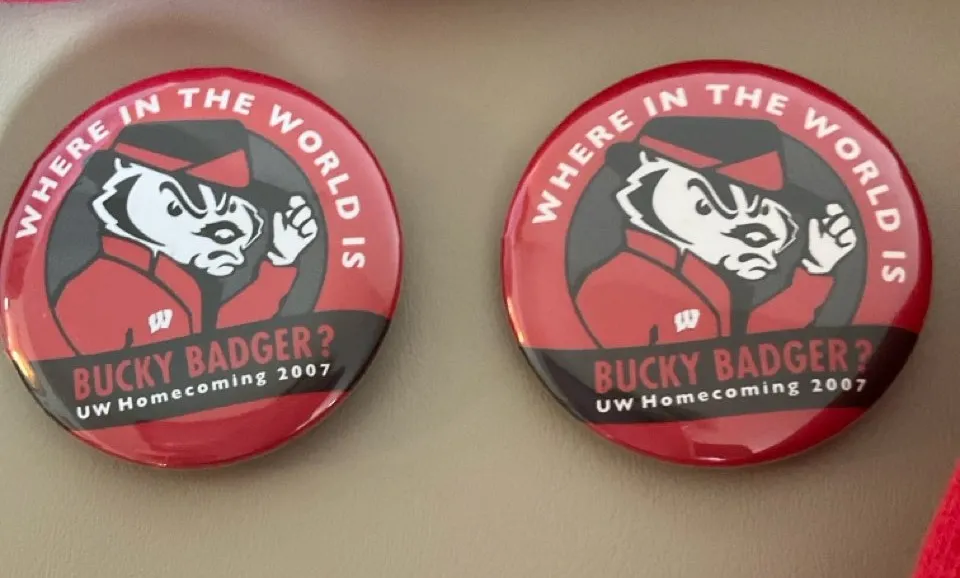 WHERE IN THE WORLD IS
W
BUCKY BADGER?
UW Homecoming 2007
WHERE IN THE WORLD IS
W
BUCKY BADGER?
UW Homecoming 2007